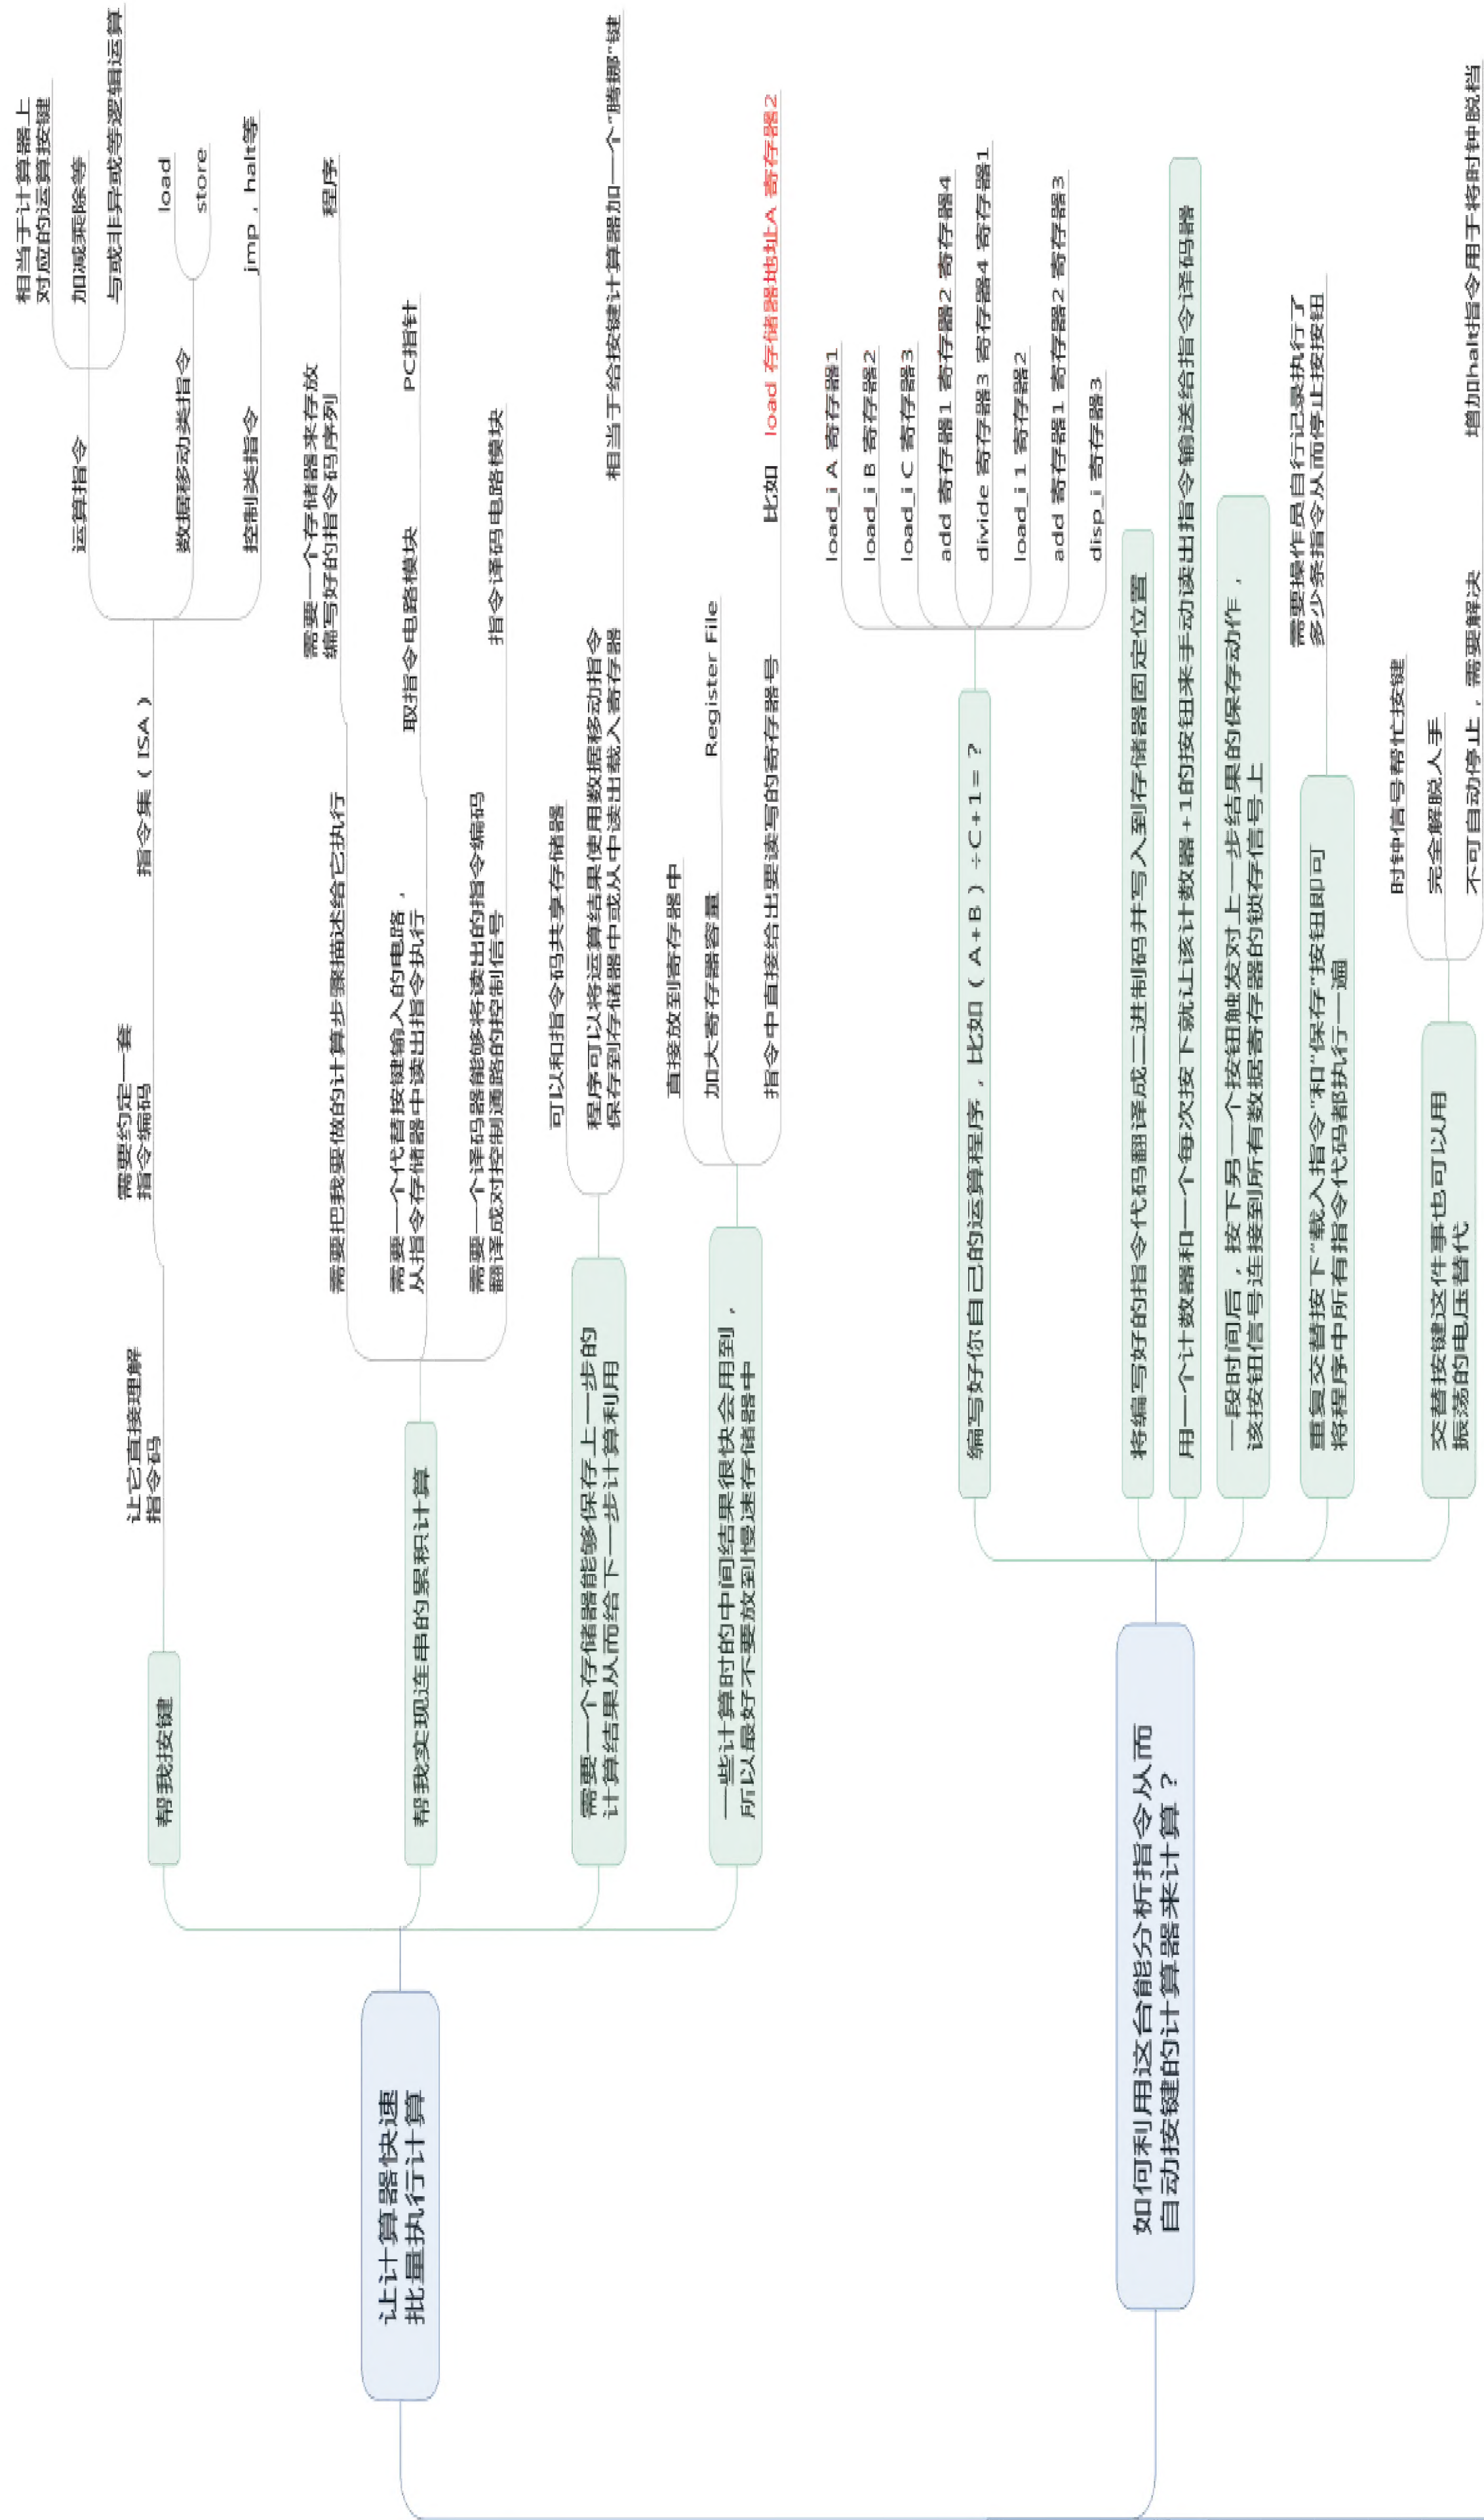 让计算器快速
批量执行计算
帮我按键
让它直接理解
指令码
需要约定一套
指令编码
指令集（ISA）
运算指令
相当于计算器上
对应的运算按键
加减乘除等
与或非异或等逻辑运算
数据移动类指令
load
store
控制类指令
jmp，halt等
帮我实现连串的累积计算
需要把我要做的计算步骤描述给它执行
需要一个存储器来存放
编写好的指令码序列
程序
需要一个代替按键输入的电路，
从指令存储器中读出指令执行
取指令电路模块
PC指针
需要一个译码器能够将读出的指令编码
翻译成对控制通路的控制信号
指令译码电路模块
需要一个存储器能够保存上一步的
计算结果从而给下一步计算利用
可以和指令码共享存储器
程序可以将运算结果使用数据移动指令
保存到存储器中或从中读出载入寄存器
相当于给按键计算器加一个“腾挪”键
一些计算时的中间结果很快会用到，
所以最好不要放到慢速存储器中
直接放到寄存器中
加大寄存器容量
Register File
指令中直接给出要读写的寄存器号
比如
load 存储器地址A 寄存器2
如何利用这台能分析指令从而
自动按键的计算器来计算？
编写好你自己的运算程序，比如（A+B）÷C+1=？
load_i A 寄存器1
load_i B 寄存器2
load_i C 寄存器3
add 寄存器1 寄存器2 寄存器4
divide 寄存器3 寄存器4 寄存器1
load_i 1 寄存器2
add 寄存器1 寄存器2 寄存器3
disp_i 寄存器3
将编写好的指令代码翻译成二进制码并写入到存储器固定位置
用一个计数器和一个每次按下就让该计数器+1的按钮来手动读出指令输送给指令译码器
一段时间后，按下另一个按钮触发对上一步结果的保存动作，
该按钮信号连接到所有数据寄存器的锁存信号上
重复交替按下“载入指令”和“保存”按钮即可
将程序中所有指令代码都执行一遍
需要操作员自行记录执行了
多少条指令从而停止按按钮
交替按键这件事也可以用
振荡的电压替代
时钟信号帮忙按键
完全解脱人手
不可自动停止，需要解决
增加halt指令用于将时钟脱档